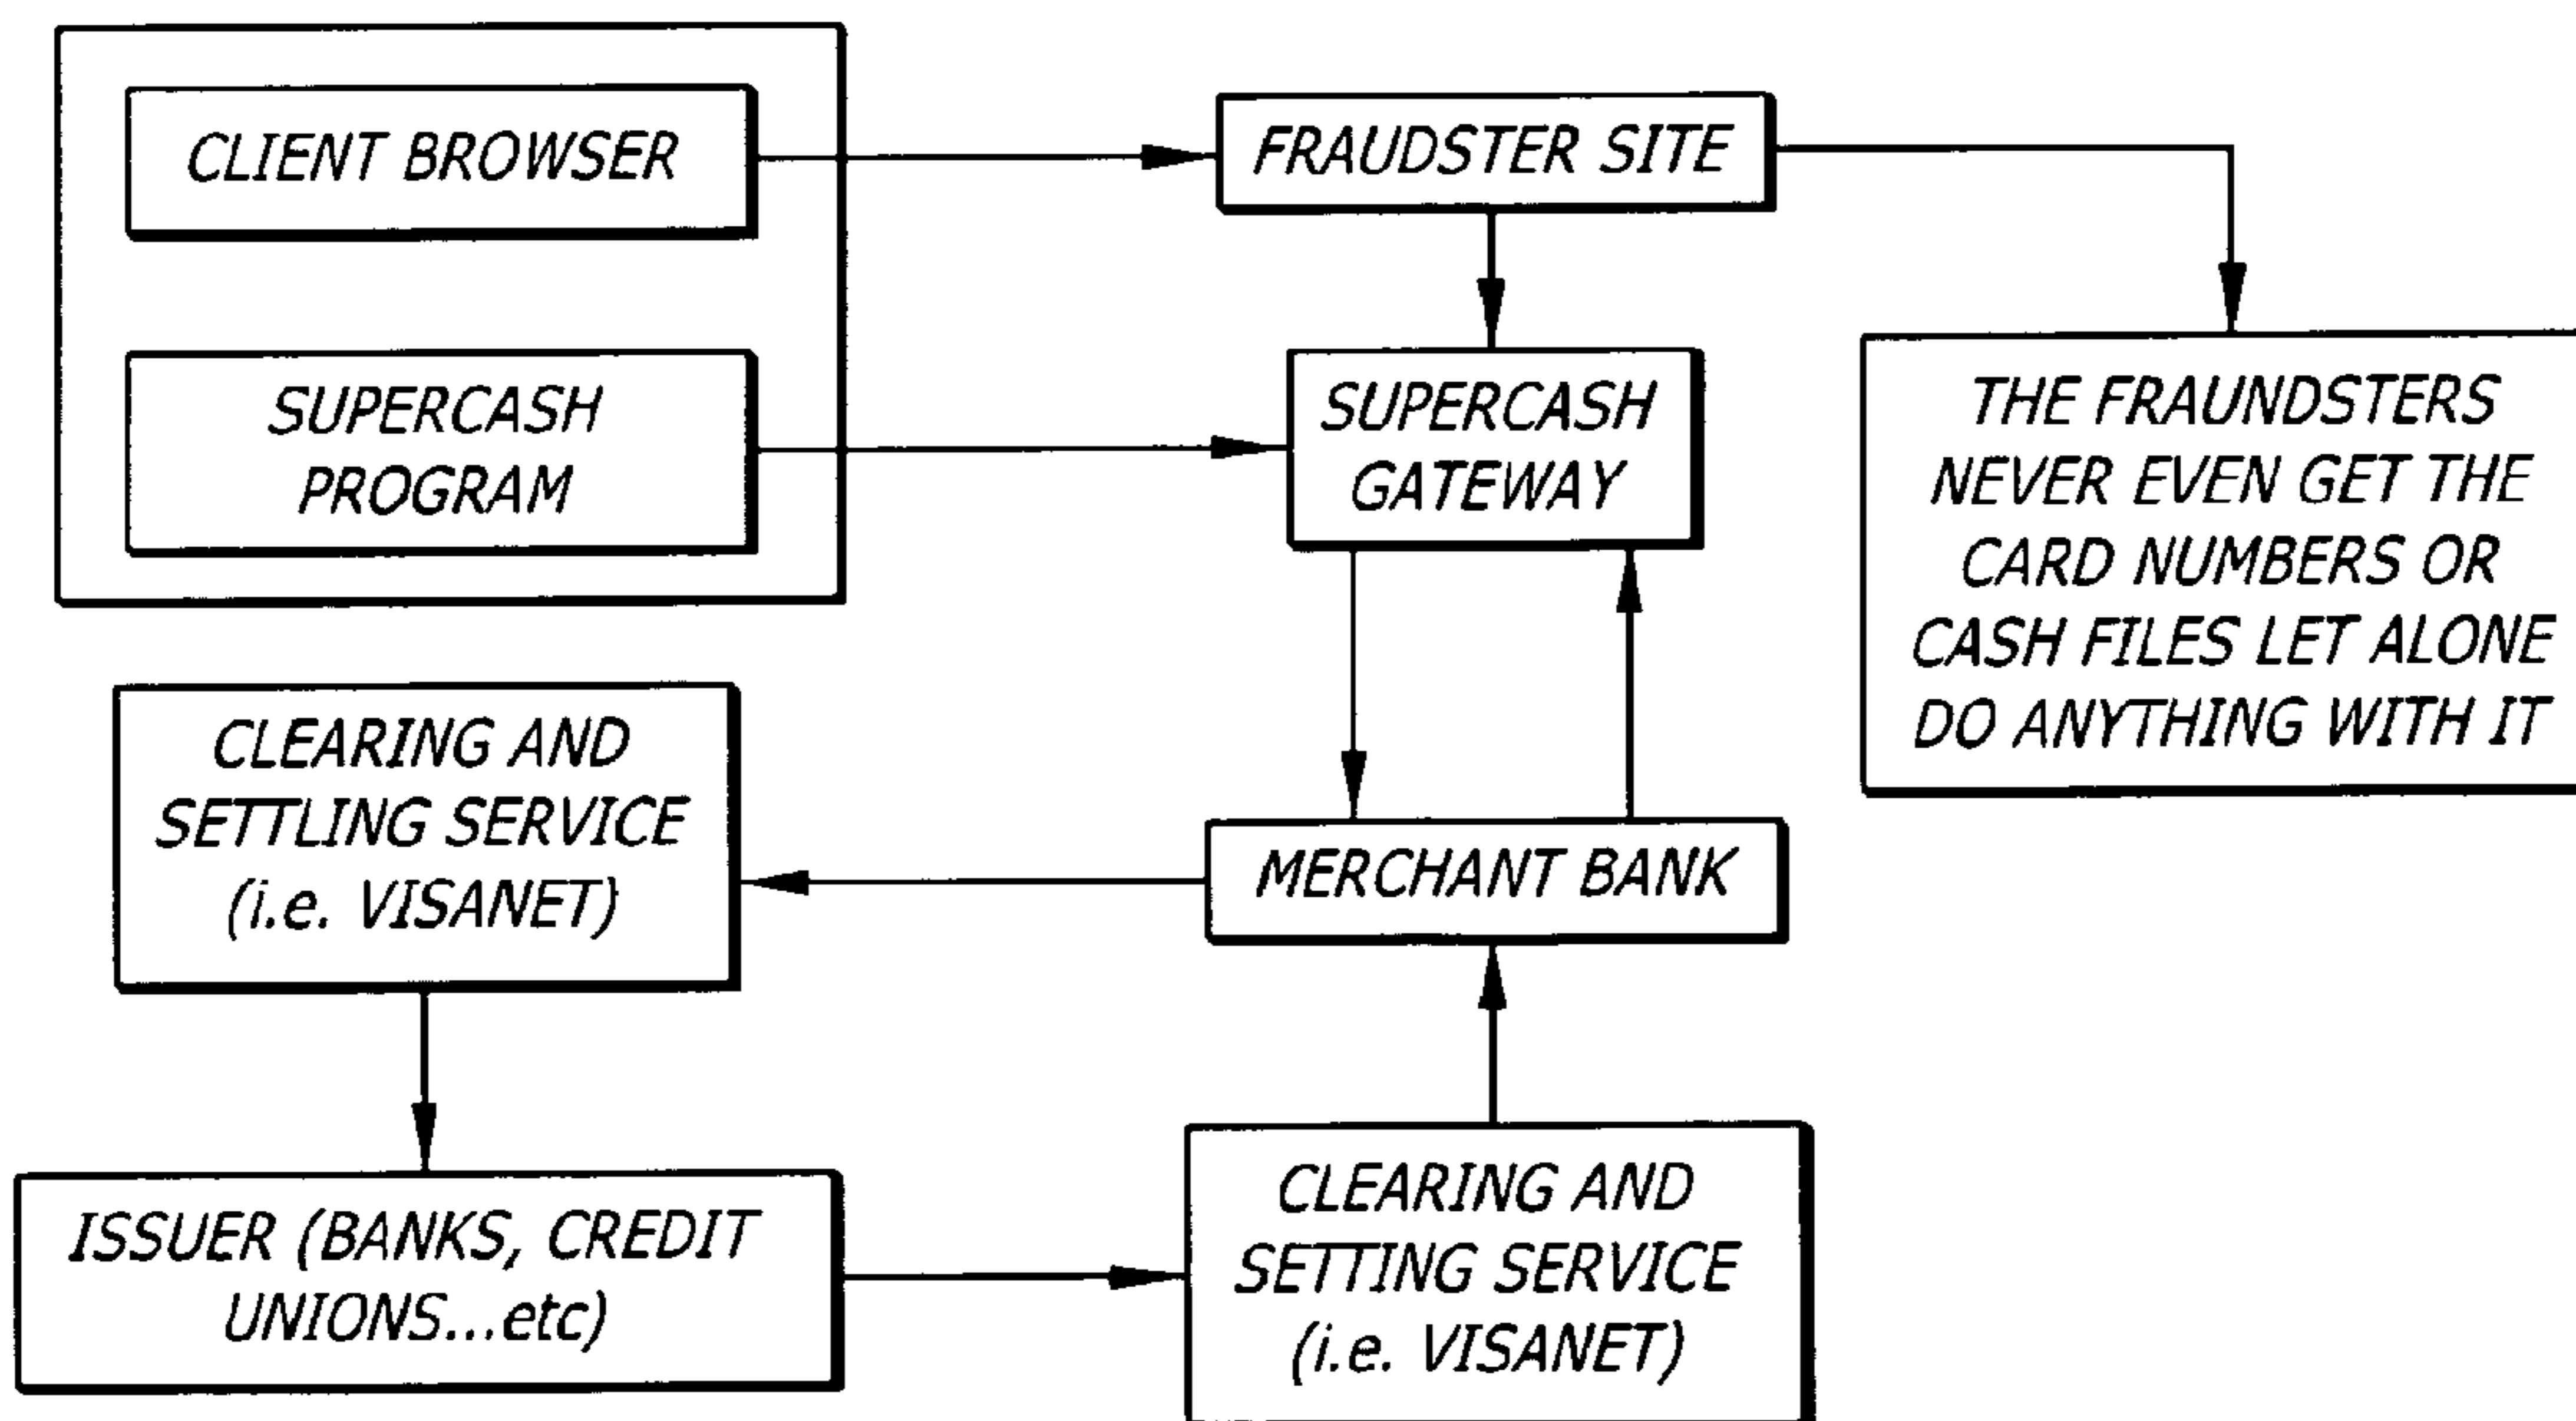 CLIENT BROWSER
FRAUDSTER SITE
SUPERCASH
PROGRAM
SUPERCASH
GATEWAY
THE FRAUNDSTERS
NEVER EVEN GET THE
CARD NUMBERS OR
CASH FILES LET ALONE
DO ANYTHING WITH IT
CLEARING AND
SETTLING SERVICE
(i.e. VISANET)
MERCHANT BANK
ISSUER (BANKS, CREDIT
UNIONS...etc)
CLEARING AND
SETTING SERVICE
(i.e. VISANET)